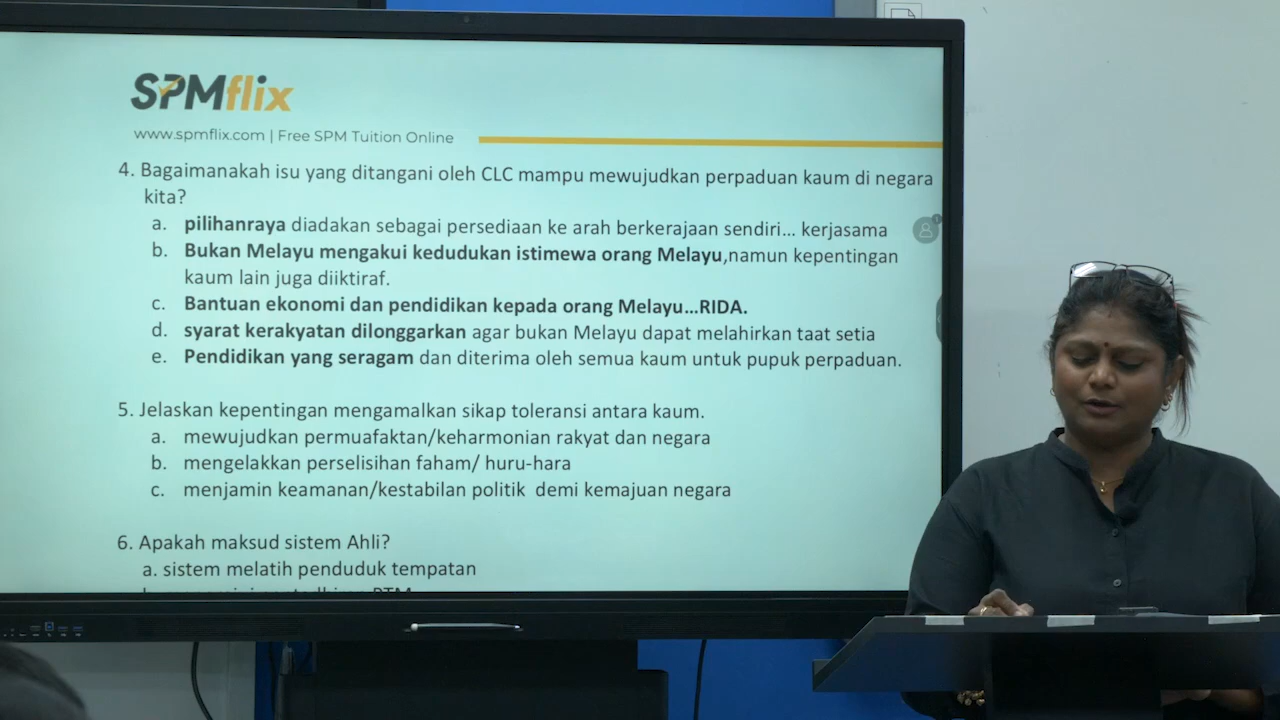 SPMflix
www.spmflix.com | Free SPM Tuition Online
4. Bagaimanakah isu yang ditangani oleh CLC mampu mewujudkan perpaduan kaum di negara
kita?
a. pilihanraya diadakan sebagai persediaan ke arah berkerajaan sendiri... kerjasama
b. Bukan Melayu mengakui kedudukan istimewa orang Melayu,namun kepentingan
kaum lain juga diiktiraf.
c. Bantuan ekonomi dan pendidikan kepada orang Melayu...RIDA.
d. syarat kerakyatan dilonggarkan agar bukan Melayu dapat melahirkan taat setia
e. Pendidikan yang seragam dan diterima oleh semua kaum untuk pupuk perpaduan.
5. Jelaskan kepentingan mengamalkan sikap toleransi antara kaum.
a. mewujudkan permuafaktan/keharmonian rakyat dan negara
b. mengelakkan perselisihan faham/ huru-hara
c. menjamin keamanan/kestabilan politik demi kemajuan negara
6. Apakah maksud sistem Ahli?
a. sistem melatih penduduk tempatan